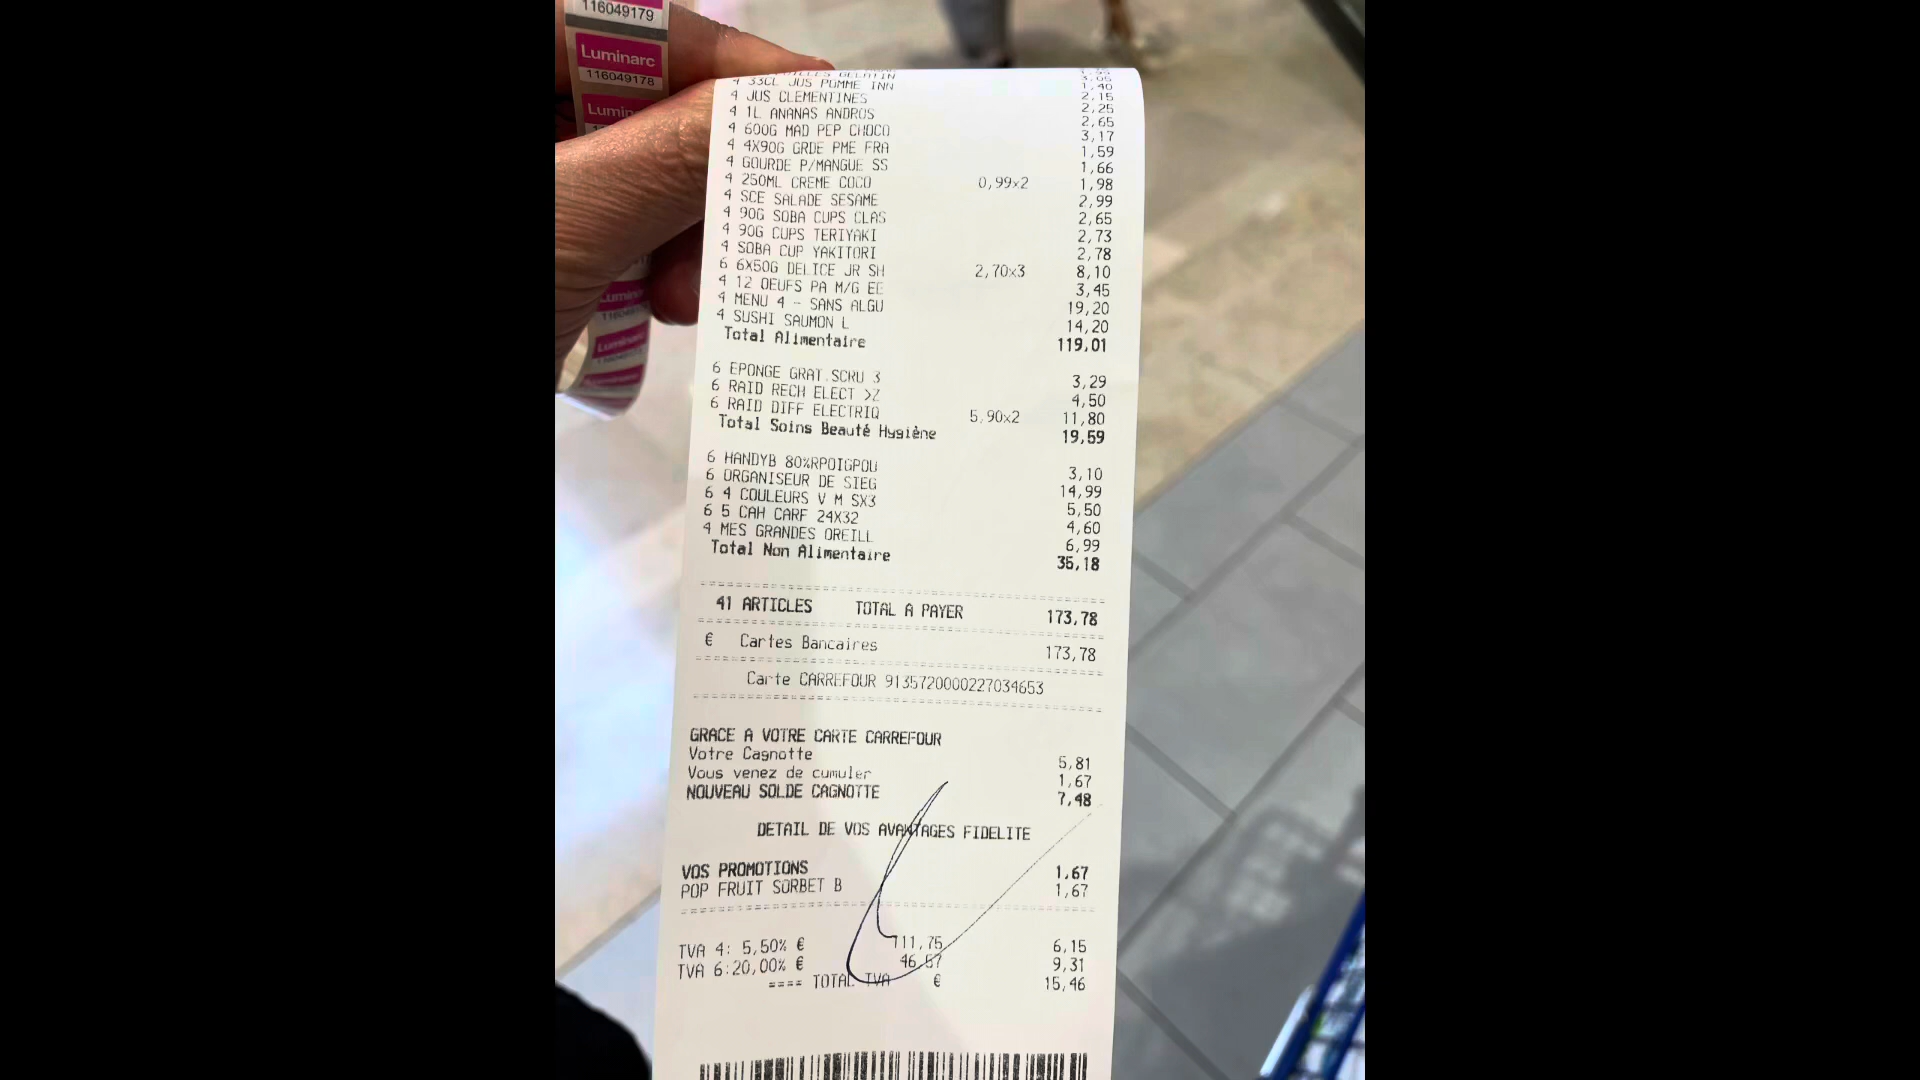 116049179
Luminarc
116049178
4 33CL JUS POMME INN 1,40
4 JUS CLEMENTINES 2,15
4 1L ANANAS ANDROS 2,25
4 600G MAD PEP CHOCO 2,65
4 4X90G GRDE PME FRA 3,17
4 GOURDE P/MANGUE SS 1,59
1,66
4 250ML CREME COCO 0,99x2 1,98
4 SCE SALADE SESAME 2,99
4 90G SOBA CUPS CLAS 2,65
4 90G CUPS TERIYAKI 2,73
4 SOBA CUP YAKITORI 2,78
6 6X50G DELICE JR SH 2,70x3 8,10
4 12 OEUFS PA M/G EE 3,45
4 MENU 4 - SANS ALGU 19,20
4 SUSHI SAUMON L 14,20
Total Alimentaire 119,01
6 EPONGE GRAT.SCRU 3 3,29
6 RAID RECH ELECT >Z 4,50
6 RAID DIFF ELECTRIQ 5,90x2 11,80
Total Soins Beauté Hygiène 19,59
6 HANDYB 80%RPOIGPOU 3,10
6 ORGANISEUR DE SIEG 14,99
6 4 COULEURS V M SX3 5,50
6 5 CAH CARF 24X32 4,60
4 MES GRANDES OREILL 6,99
Total Non Alimentaire 35,18
41 ARTICLES TOTAL A PAYER 173,78
€ Cartes Bancaires 173,78
Carte CARREFOUR 9135720000227034653
GRACE A VOTRE CARTE CARREFOUR
Votre Cagnotte 5,81
Vous venez de cumuler 1,67
NOUVEAU SOLDE CAGNOTTE 7,48
DETAIL DE VOS AVANTAGES FIDELITE
VOS PROMOTIONS 1,67
POP FRUIT SORBET B 1,67
TVA 4: 5,50% € 111,75 6,15
TVA 6:20,00% € 46,57 9,31
==== TOTAL TVA € 15,46